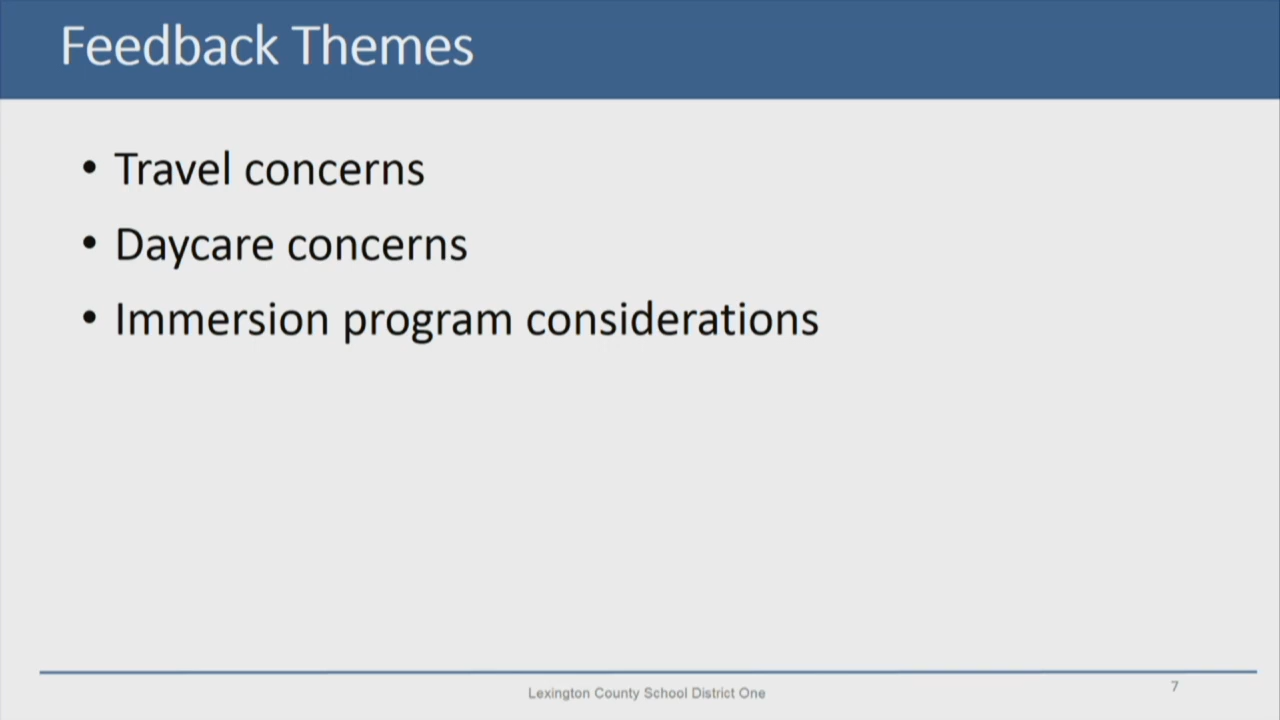 Feedback Themes
• Travel concerns
• Daycare concerns
• Immersion program considerations
Lexington County School District One
7